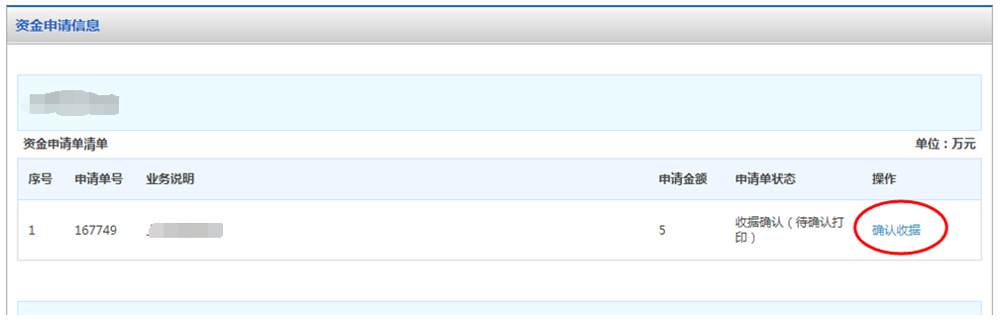 资金申请信息
资金申请单清单 单位：万元
序号 申请单号 业务说明 申请金额 申请单状态 操作
1 167749 5 收据确认（待确认打
印） 确认收据